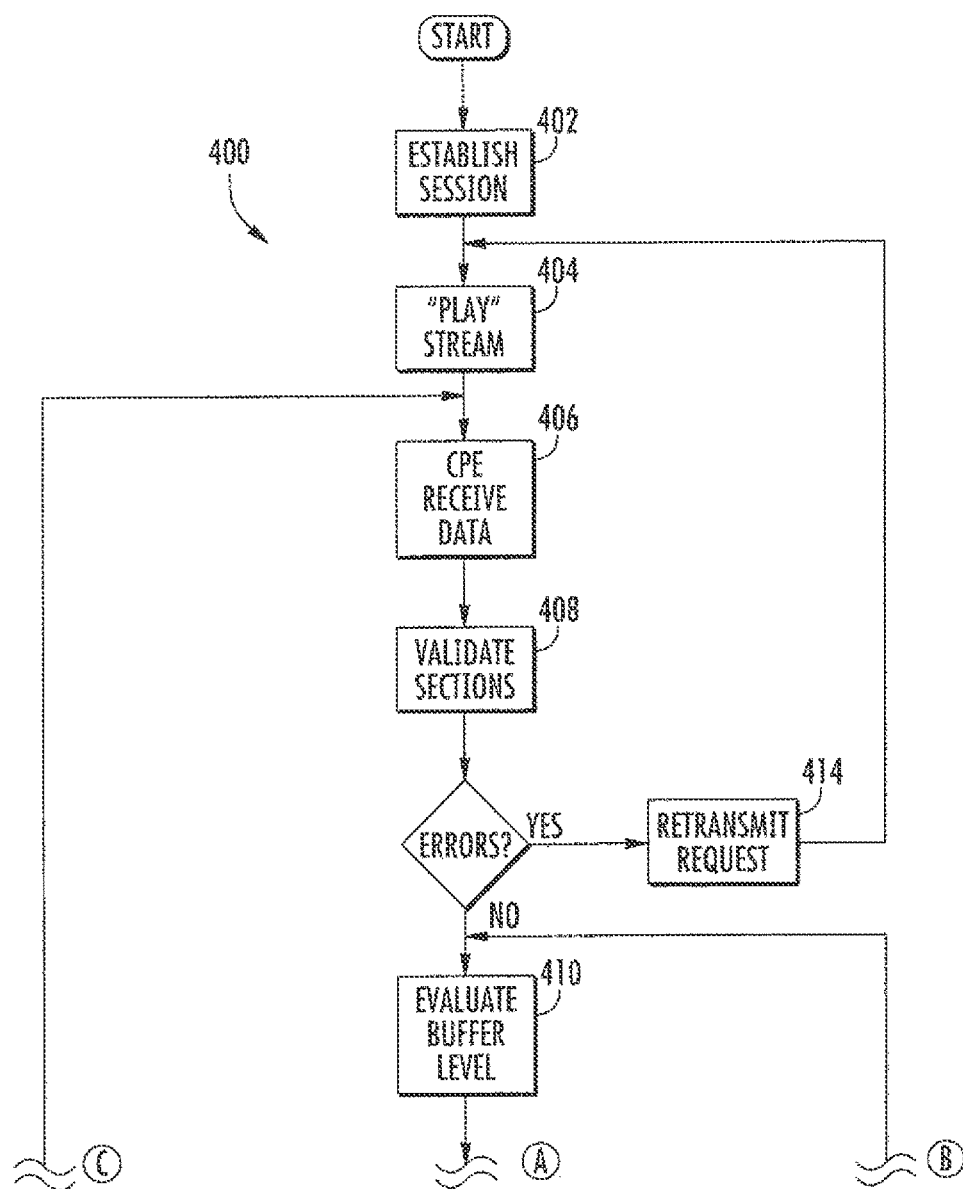 START
402
ESTABLISH
SESSION
400
404
"PLAY"
STREAM
406
CPE
RECEIVE
DATA
408
VALIDATE
SECTIONS
414
ERRORS?
YES
RETRANSMIT
REQUEST
NO
410
EVALUATE
BUFFER
LEVEL
C
A
B